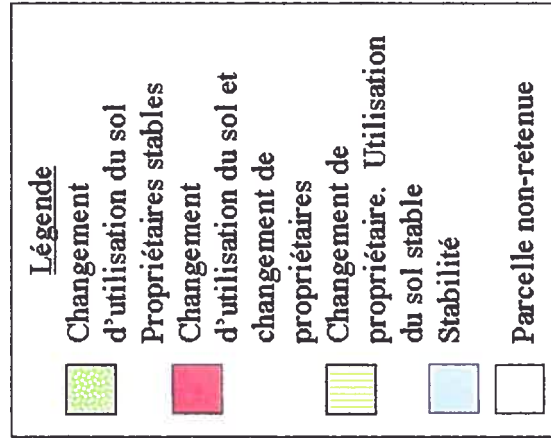 Légende
Changement
d'utilisation du sol
Propriétaires stables
Changement
d'utilisation du sol et
changement de
propriétaires
Changement de
propriétaire. Utilisation
du sol stable
Stabilité
Parcelle non-retenue